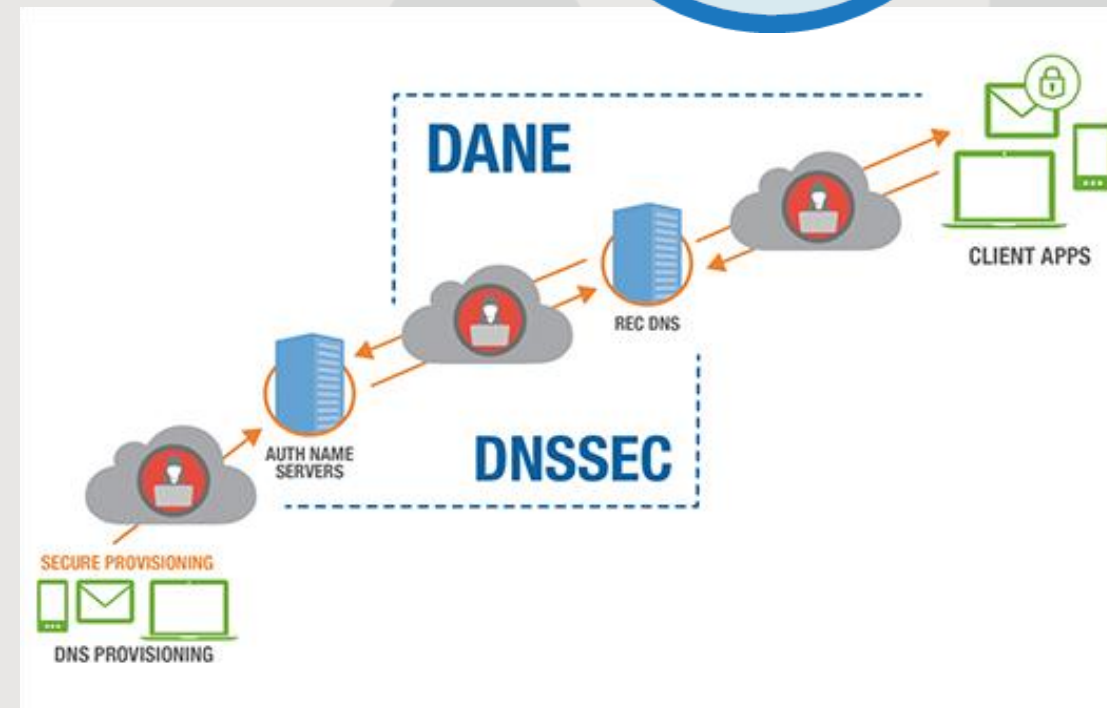 DANE
CLIENT APPS
REC DNS
AUTH NAME
SERVERS
DNSSEC
SECURE PROVISIONING
DNS PROVISIONING